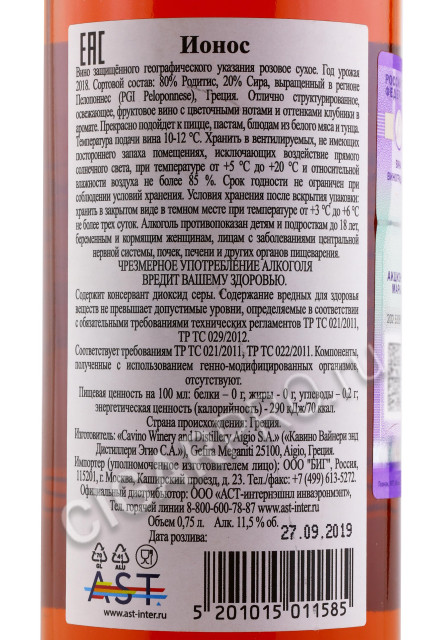 ЕАС
Ионос
Вино защищённого географического указания розовое сухое. Год урожая
2018. Сортовой состав: 80% Родитис, 20% Сира, выращенный в регионе
Пелопоннес (PGI Peloponnese), Греция. Отлично структурированное,
освежающее, фруктовое вино с цветочными нотами и оттенками клубники в
аромате. Прекрасно подойдет к пицце, пастам, блюдам из белого мяса и тунца.
Температура подачи вина 10-12 °С. Хранить в вентилируемых, не имеющих
постороннего запаха помещениях, исключающих воздействие прямого
солнечного света, при температуре от +5 °С до +20 °С и относительной
влажности воздуха не более 85 %. Срок годности не ограничен при
соблюдении условий хранения. Условия хранения после вскрытия упаковки:
хранить в закрытом виде в темном месте при температуре от +3 °С до +6 °С
не более трех суток. Алкоголь противопоказан детям и подросткам до 18 лет,
беременным и кормящим женщинам, лицам с заболеваниями центральной
нервной системы, почек, печени и других органов пищеварения.
ЧРЕЗМЕРНОЕ УПОТРЕБЛЕНИЕ АЛКОГОЛЯ
ВРЕДИТ ВАШЕМУ ЗДОРОВЬЮ.
Содержит консервант диоксид серы. Содержание вредных для здоровья
веществ не превышает допустимые уровни, определяемые в соответствии
с обязательными требованиями технических регламентов ТР ТС 021/2011,
ТР ТС 029/2012.
Соответствует требованиям ТР ТС 021/2011, ТР ТС 022/2011. Компоненты,
полученные с использованием генно-модифицированных организмов,
отсутствуют.
Пищевая ценность на 100 мл: белки – 0 г, жиры - 0 г, углеводы – 0,2 г;
энергетическая ценность (калорийность) - 290 кДж/70 ккал.
Страна происхождения: Греция.
Изготовитель: «Cavino Winery and Distillery Aigio S.A.» («Кавино Вайнери энд
Дистиллери Эгио С.А.»), Gefira Meganiti 25100, Aigio, Греция.
Импортер (уполномоченное изготовителем лицо): ООО «БИГ», Россия,
115201, г. Москва, Каширский проезд, д. 23, стр. Тел.: +7 (499) 613-5272.
Официальный дистрибьютор: ООО «АСТ-интернэшнл инваэронмэнт»,
Тел. горячей линии 8-800-600-78-87 www.ast-inter.ru
Объем 0,75 л. Алк. 11,5 % об.
Дата розлива: 27.09.2019
70 GL 41 ALU
AST
www.ast-inter.ru
5 201015 011585
CIGARPRO.RU